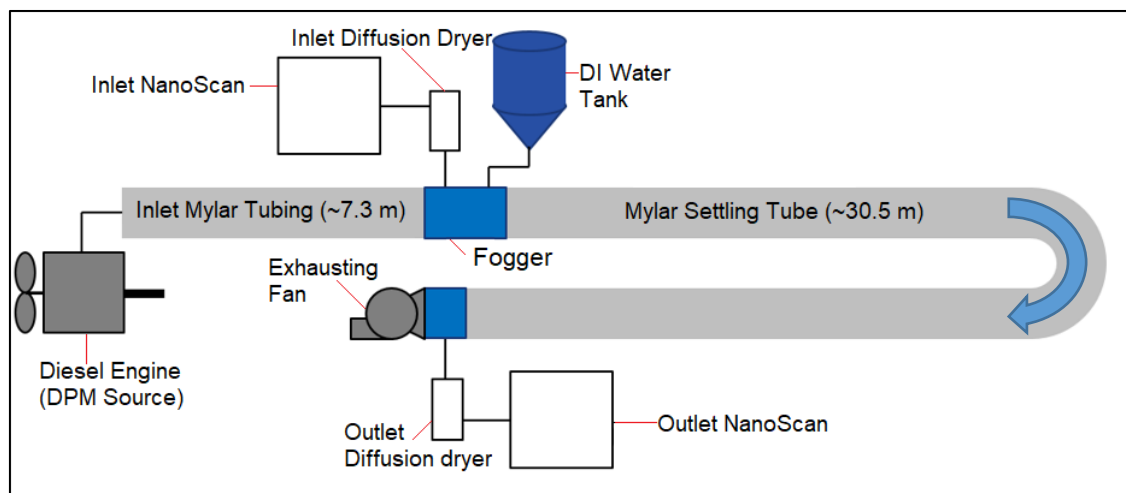 Inlet Diffusion Dryer
Inlet NanoScan
DI Water
Tank
Inlet Mylar Tubing (~7.3 m)
Mylar Settling Tube (~30.5 m)
Fogger
Exhausting
Fan
Diesel Engine
(DPM Source)
Outlet
Diffusion dryer
Outlet NanoScan